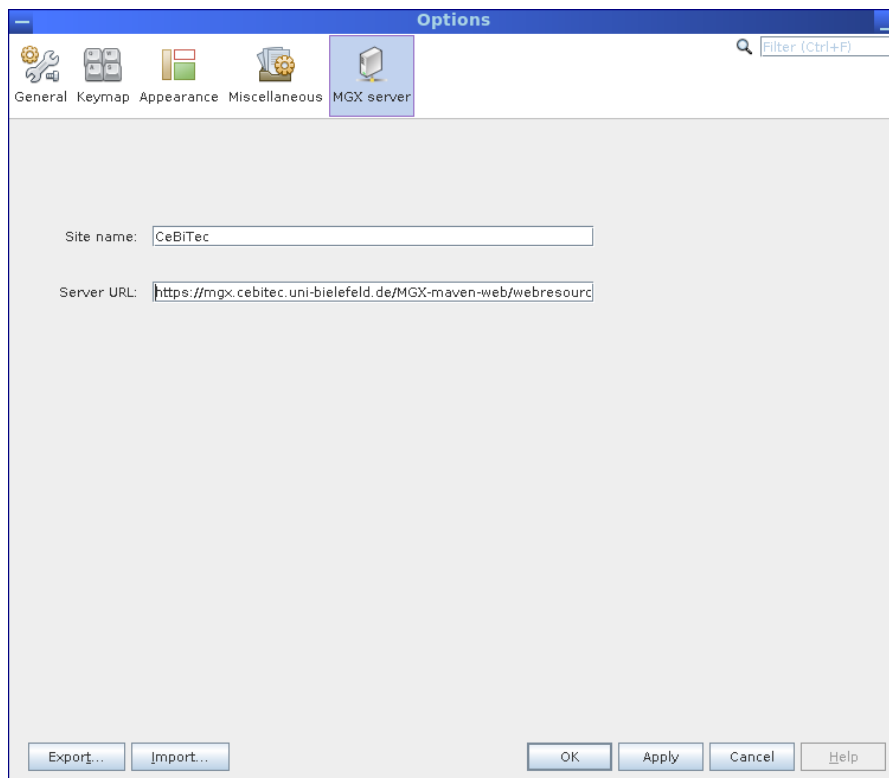 Options
Filter (Ctrl+F)
General Keymap Appearance Miscellaneous MGX server
Site name: CeBiTec
Server URL: https://mgx.cebitec.uni-bielefeld.de/MGX-maven-web/webresourc
Export... Import... OK Apply Cancel Help